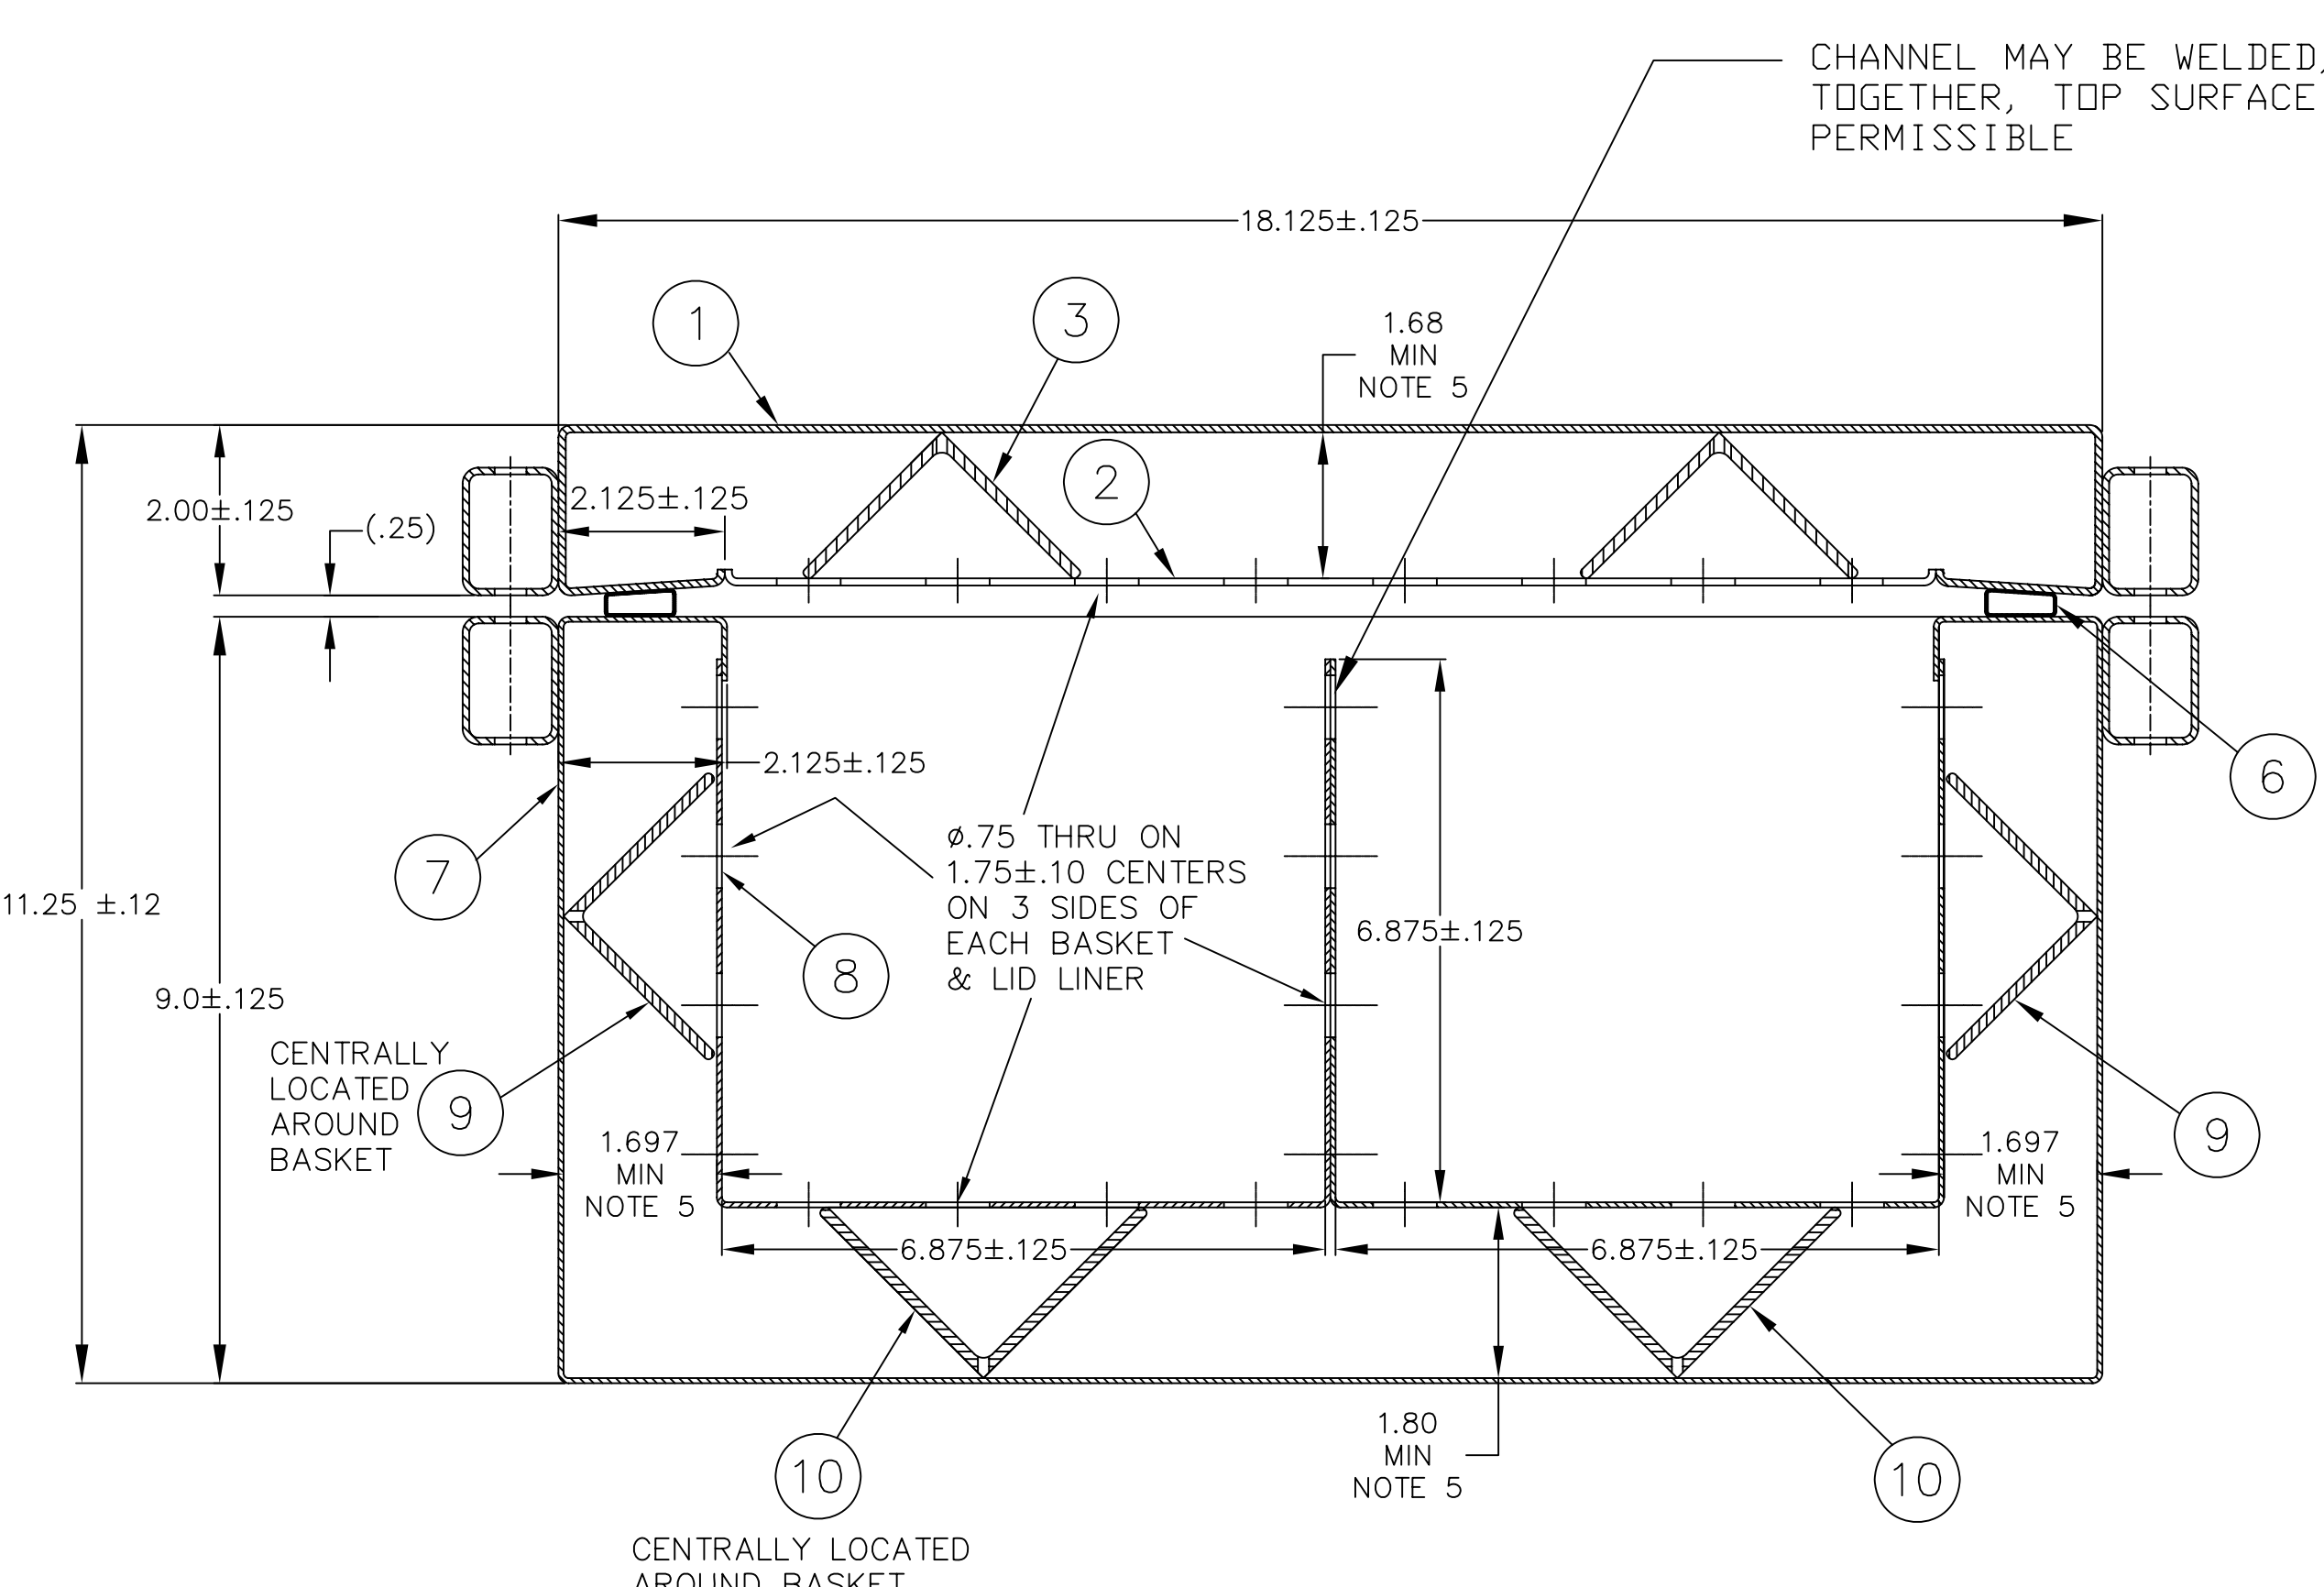 CHANNEL MAY BE WELDED,
TOGETHER, TOP SURFACE
PERMISSIBLE
18.125±.125
1
3
1.68
MIN
NOTE 5
2
2.125±.125
2.00±.125
(.25)
2.125±.125
6
7
ø.75 THRU ON
1.75±.10 CENTERS
ON 3 SIDES OF
EACH BASKET
& LID LINER
11.25 ±.12
6.875±.125
8
9.0±.125
CENTRALLY
LOCATED
AROUND
BASKET
9
9
1.697
MIN
NOTE 5
1.697
MIN
NOTE 5
6.875±.125
6.875±.125
1.80
MIN
NOTE 5
10
10
CENTRALLY LOCATED
AROUND BASKET